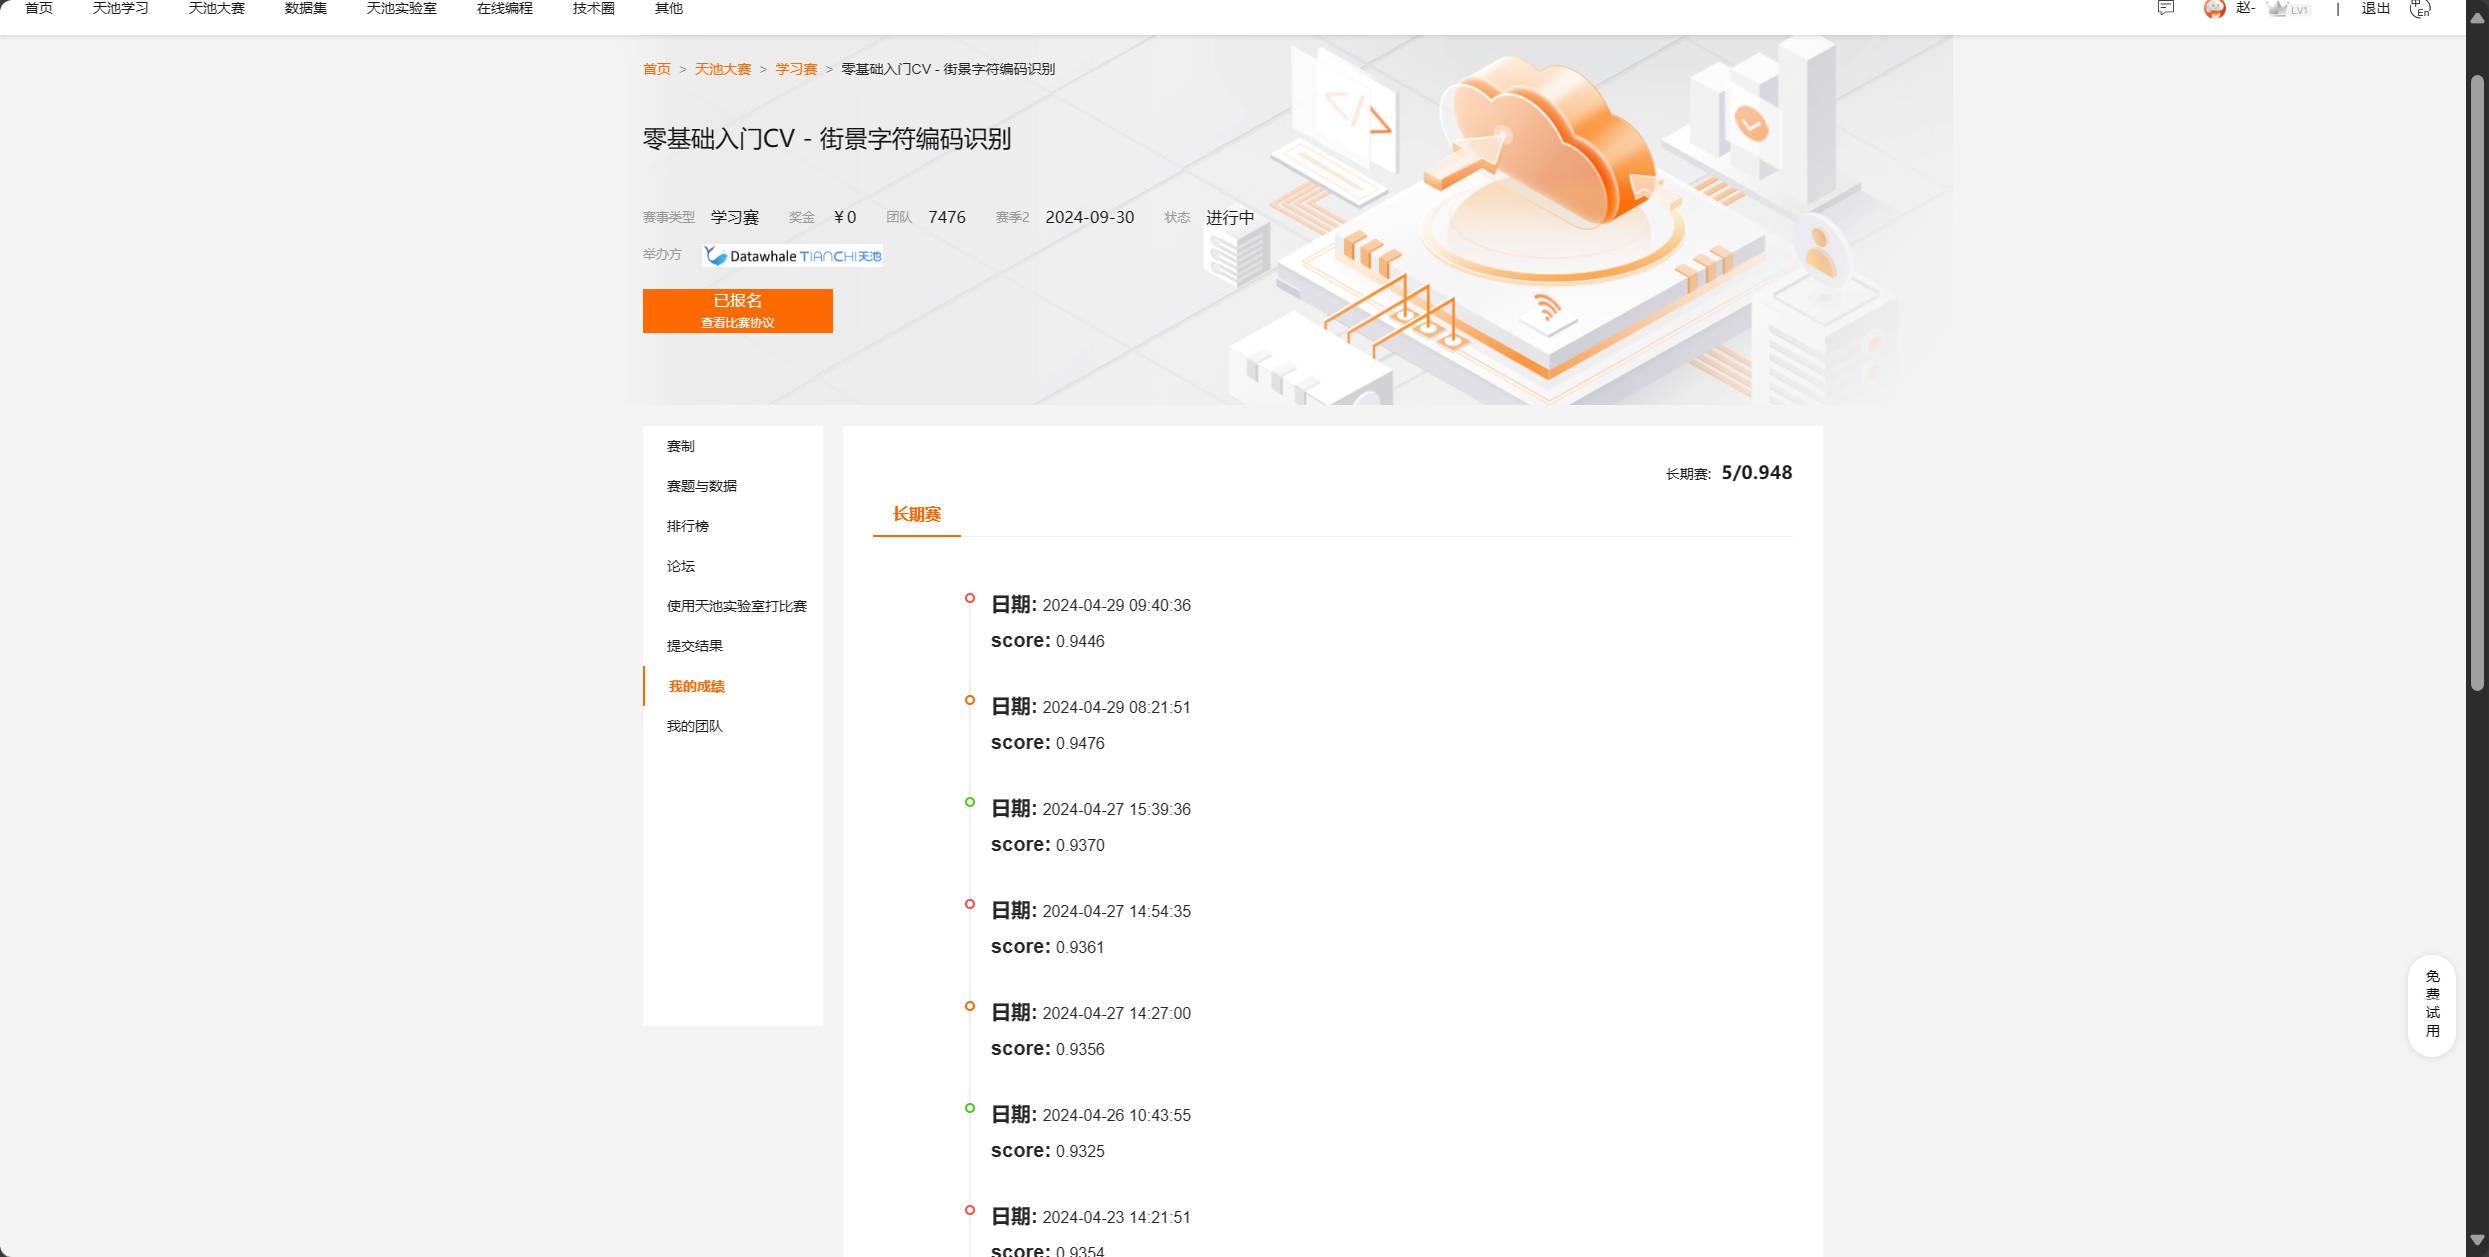 首页 天池学习 天池大赛 数据集 天池实验室 在线编程 技术圈 其他 赵- LV1 | 退出 中En
首页 > 天池大赛 > 学习赛 > 零基础入门CV - 街景字符编码识别
零基础入门CV - 街景字符编码识别
赛事类型 学习赛 奖金 ￥0 团队 7476 赛季2 2024-09-30 状态 进行中
举办方 Datawhale TIANCHI天池
已报名
查看比赛协议
赛制
赛题与数据
排行榜
论坛
使用天池实验室打比赛
提交结果
我的成绩
我的团队
长期赛: 5/0.948
长期赛
日期: 2024-04-29 09:40:36
score: 0.9446
日期: 2024-04-29 08:21:51
score: 0.9476
日期: 2024-04-27 15:39:36
score: 0.9370
日期: 2024-04-27 14:54:35
score: 0.9361
日期: 2024-04-27 14:27:00
score: 0.9356
日期: 2024-04-26 10:43:55
score: 0.9325
日期: 2024-04-23 14:21:51
score: 0.9354
免
费
试
用